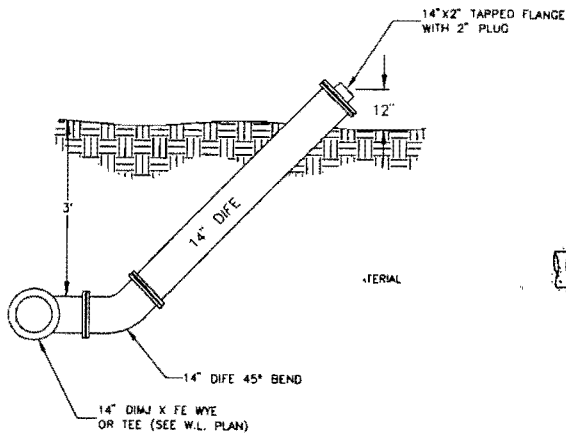 14"X2" TAPPED FLANGE
WITH 2" PLUG
12"
3'
14" DIFE
TERIAL
14" DIFE 45° BEND
14" DIMJ X FE WYE
OR TEE (SEE W.L. PLAN)